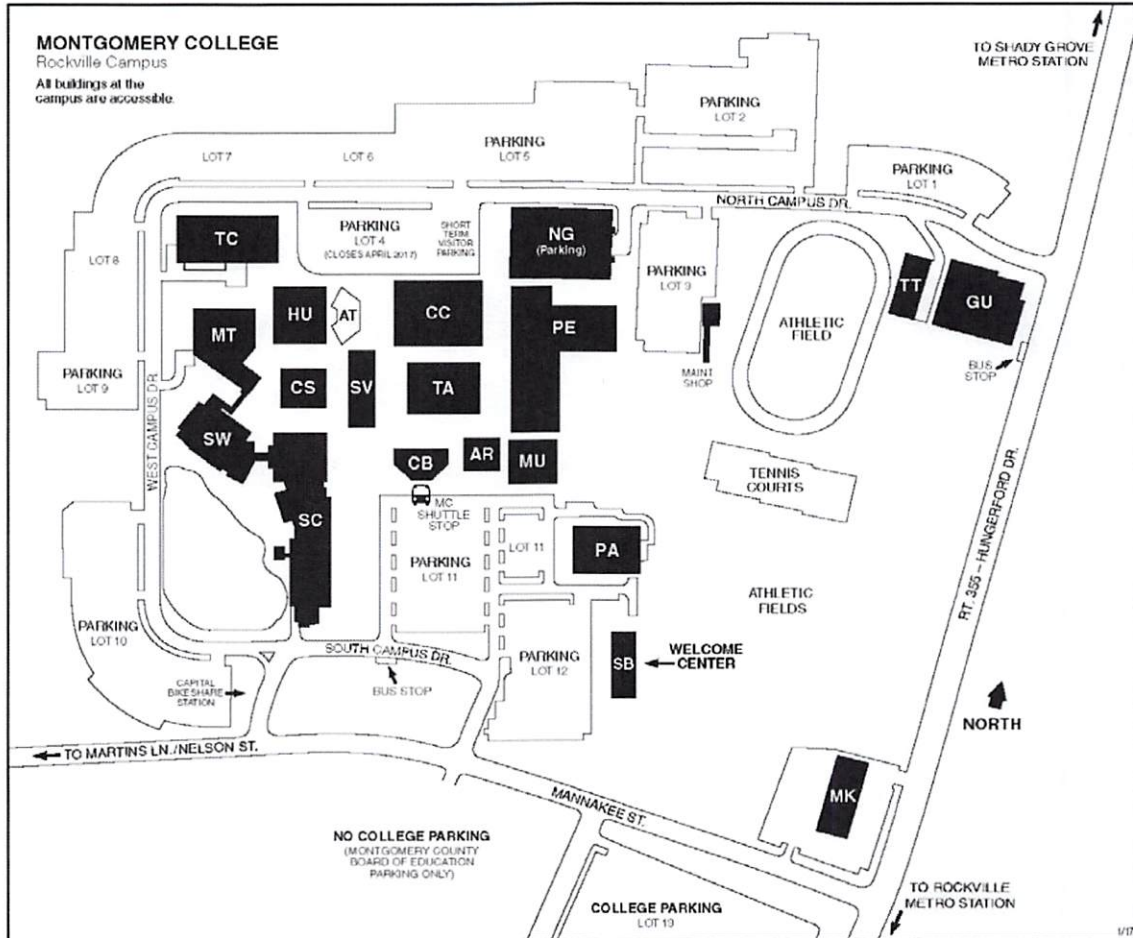 MONTGOMERY COLLEGE
Rockville Campus
All buildings at the
campus are accessible.
TO SHADY GROVE
METRO STATION
PARKING
LOT 2
PARKING
LOT 5
LOT 7
LOT 6
PARKING
LOT 1
NORTH CAMPUS DR.
TC
PARKING
LOT 4
(CLOSES APRIL 2017)
SHORT
TERM
VISITOR
PARKING
NG
(Parking)
LOT 8
PARKING
LOT 3
TT
GU
HU
AT
CC
PE
MT
ATHLETIC
FIELD
BUS
STOP
MAINT
SHOP
PARKING
LOT 9
CS
SV
TA
WEST CAMPUS DR.
SW
CB
AR
MU
TENNIS
COURTS
MC
SHUTTLE
STOP
SC
PARKING
LOT 11
LOT 11
PA
RT. 355 – HUNGERFORD DR.
ATHLETIC
FIELDS
PARKING
LOT 10
SOUTH CAMPUS DR.
PARKING
LOT 12
SB
WELCOME
CENTER
CAPITAL
BIKESHARE
STATION
BUS STOP
NORTH
TO MARTINS LN./NELSON ST.
MK
MANNAKEE ST.
NO COLLEGE PARKING
(MONTGOMERY COUNTY
BOARD OF EDUCATION
PARKING ONLY)
TO ROCKVILLE
METRO STATION
COLLEGE PARKING
LOT 13
1/17